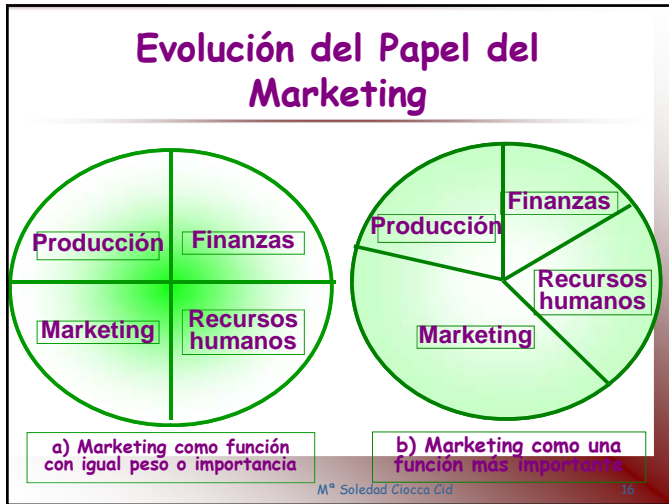 Evolución del Papel del
Marketing
Producción
Finanzas
Marketing
Recursos
humanos
a) Marketing como función
con igual peso o importancia
Producción
Finanzas
Recursos
humanos
Marketing
b) Marketing como una
función más importante
Mª Soledad Ciocca Cid
16